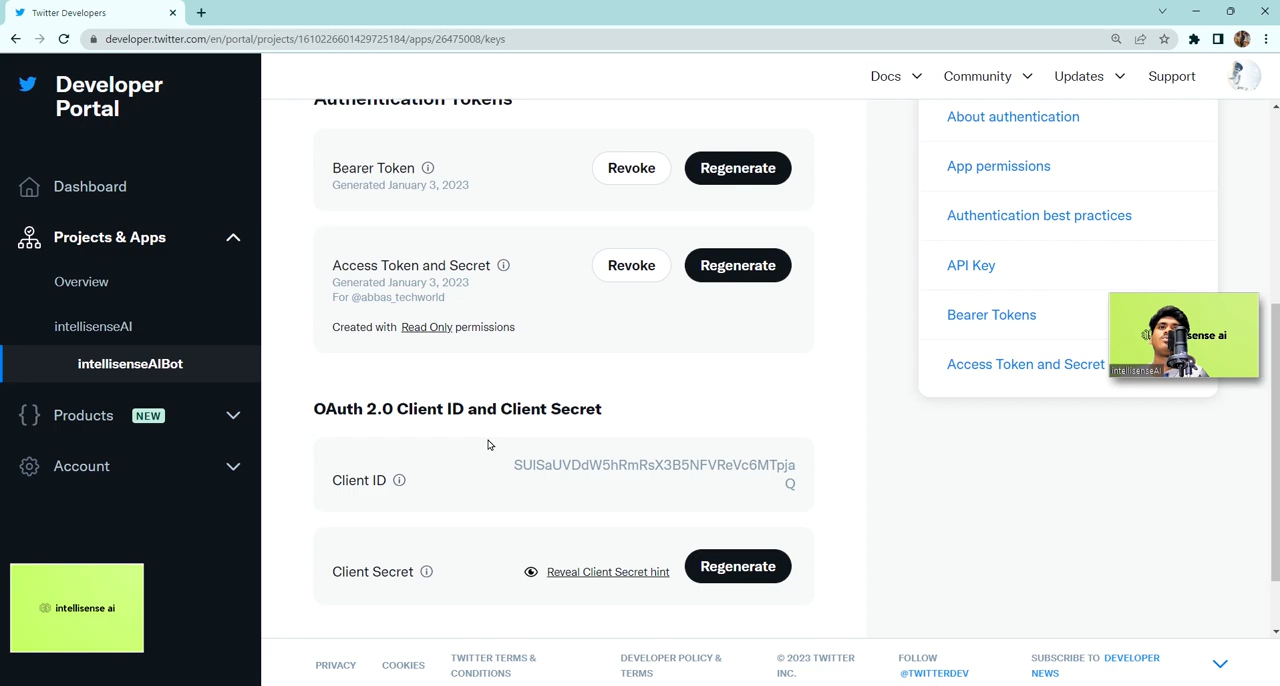 Twitter Developers
developer.twitter.com/en/portal/projects/1610226601429725184/apps/26475008/keys
Developer
Portal
Docs
Community
Updates
Support
Dashboard
Projects & Apps
Overview
intellisenseAI
intellisenseAIBot
Products
NEW
Account
intellisense ai
Authentication Tokens
Bearer Token
Generated January 3, 2023
Revoke
Regenerate
Access Token and Secret
Generated January 3, 2023
For @abbas_techworld
Created with Read Only permissions
Revoke
Regenerate
OAuth 2.0 Client ID and Client Secret
Client ID
SUlSaUVDdW5hRmRsX3B5NFVReVc6MTpja
Q
Client Secret
Reveal Client Secret hint
Regenerate
About authentication
App permissions
Authentication best practices
API Key
Bearer Tokens
Access Token and Secret
sense ai
intellisenseAI
PRIVACY
COOKIES
TWITTER TERMS &
CONDITIONS
DEVELOPER POLICY &
TERMS
© 2023 TWITTER
INC.
FOLLOW
@TWITTERDEV
SUBSCRIBE TO DEVELOPER
NEWS